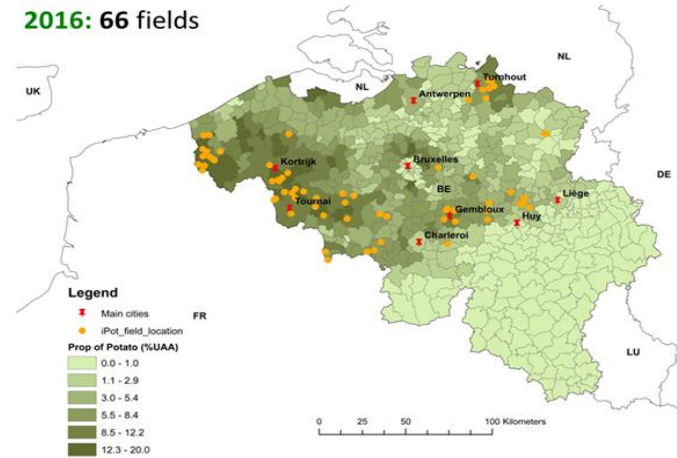 2016: 66 fields
NL
UK
NL
Turnhout
Antwerpen
Kortrijk
Bruxelles
DE
BE
Liège
Tournai
Gembloux
Huy
Charleroi
Legend
Main cities
FR
iPot_field_location
Prop of Potato (%UAA)
0.0 - 1.0
1.1 - 2.9
3.0 - 5.4
5.5 - 8.4
8.5 - 12.2
12.3 - 20.0
LU
0 25 50 100 Kilometers